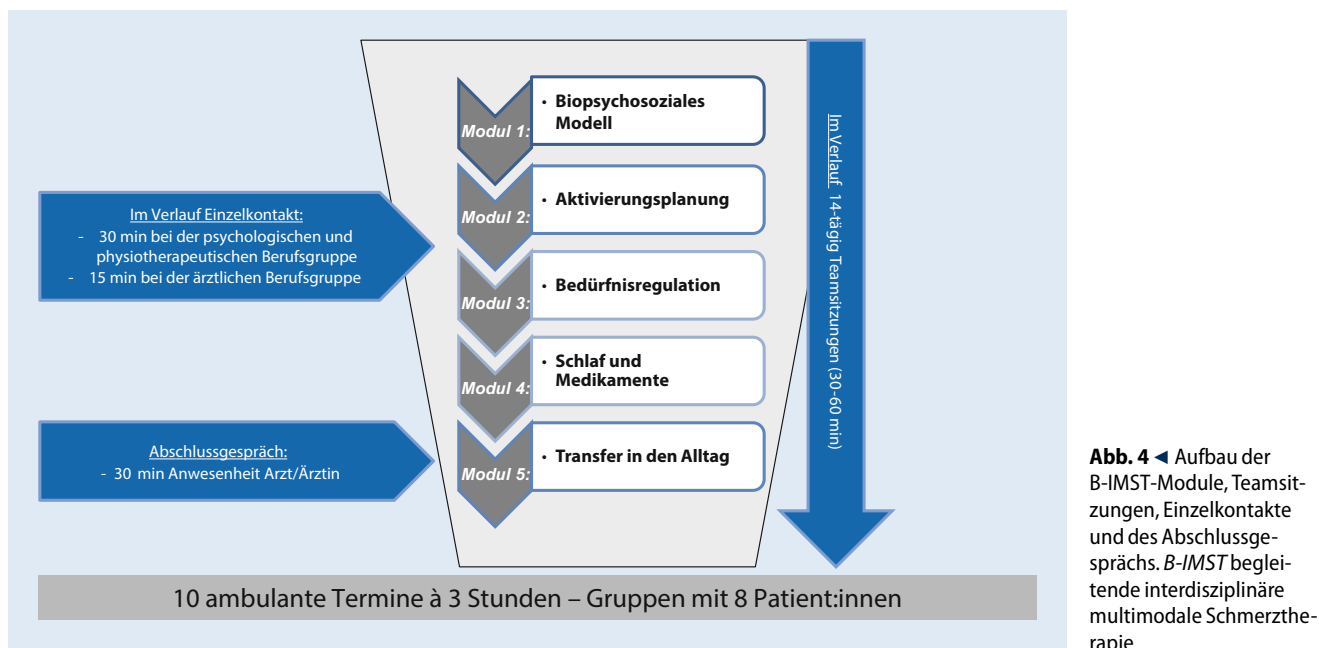 Modul 1:
• Biopsychosoziales
Modell
Modul 2:
• Aktivierungsplanung
Modul 3:
• Bedürfnisregulation
Modul 4:
• Schlaf und
Medikamente
Modul 5:
• Transfer in den Alltag
Im Verlauf Einzelkontakt:
- 30 min bei der psychologischen und
physiotherapeutischen Berufsgruppe
- 15 min bei der ärztlichen Berufsgruppe
Abschlussgespräch:
- 30 min Anwesenheit Arzt/Ärztin
Im Verlauf 14-tägig Teamsitzungen (30-60 min)
10 ambulante Termine à 3 Stunden – Gruppen mit 8 Patient:innen
Abb. 4 ◄ Aufbau der
B-IMST-Module, Teamsit-
zungen, Einzelkontakte
und des Abschlussge-
sprächs. B-IMST beglei-
tende interdisziplinäre
multimodale Schmerzthe-
rapie